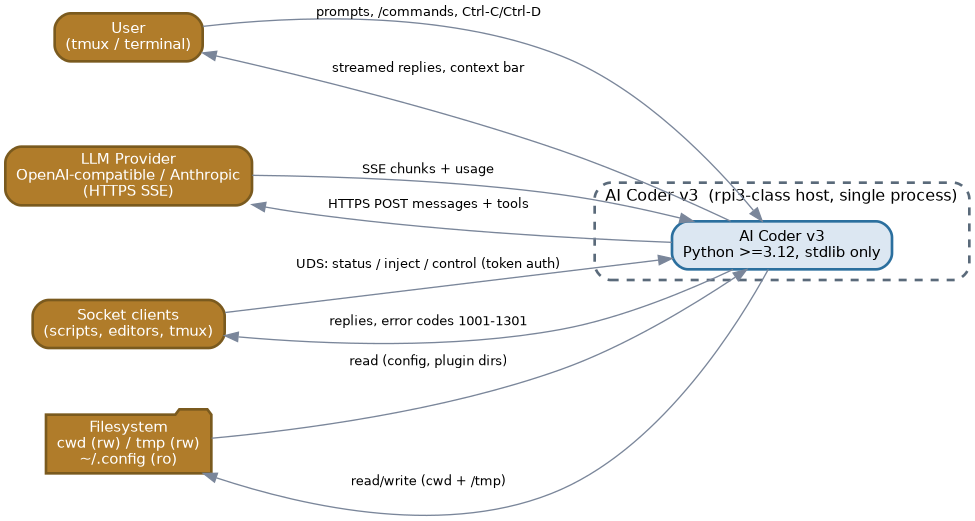 prompts, /commands, Ctrl-C/Ctrl-D
User
(tmux / terminal)
streamed replies, context bar
LLM Provider
OpenAI-compatible / Anthropic
(HTTPS SSE)
SSE chunks + usage
HTTPS POST messages + tools
AI Coder v3  (rpi3-class host, single process)
AI Coder v3
Python >=3.12, stdlib only
UDS: status / inject / control (token auth)
Socket clients
(scripts, editors, tmux)
replies, error codes 1001-1301
read (config, plugin dirs)
Filesystem
cwd (rw) / tmp (rw)
~/.config (ro)
read/write (cwd + /tmp)